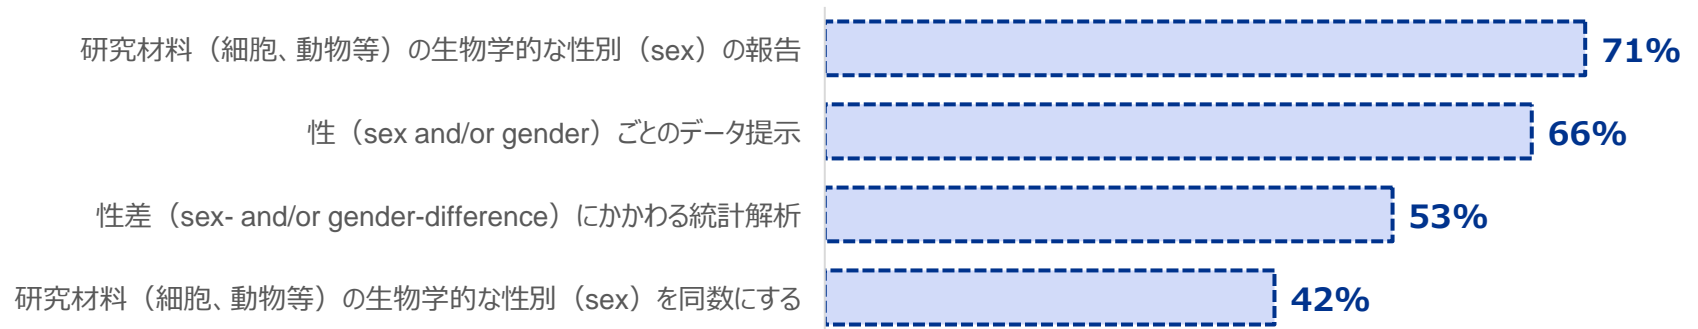 研究材料（細胞、動物等）の生物学的な性別（sex）の報告 71%
性（sex and/or gender）ごとのデータ提示 66%
性差（sex- and/or gender-difference）にかかわる統計解析 53%
研究材料（細胞、動物等）の生物学的な性別（sex）を同数にする 42%